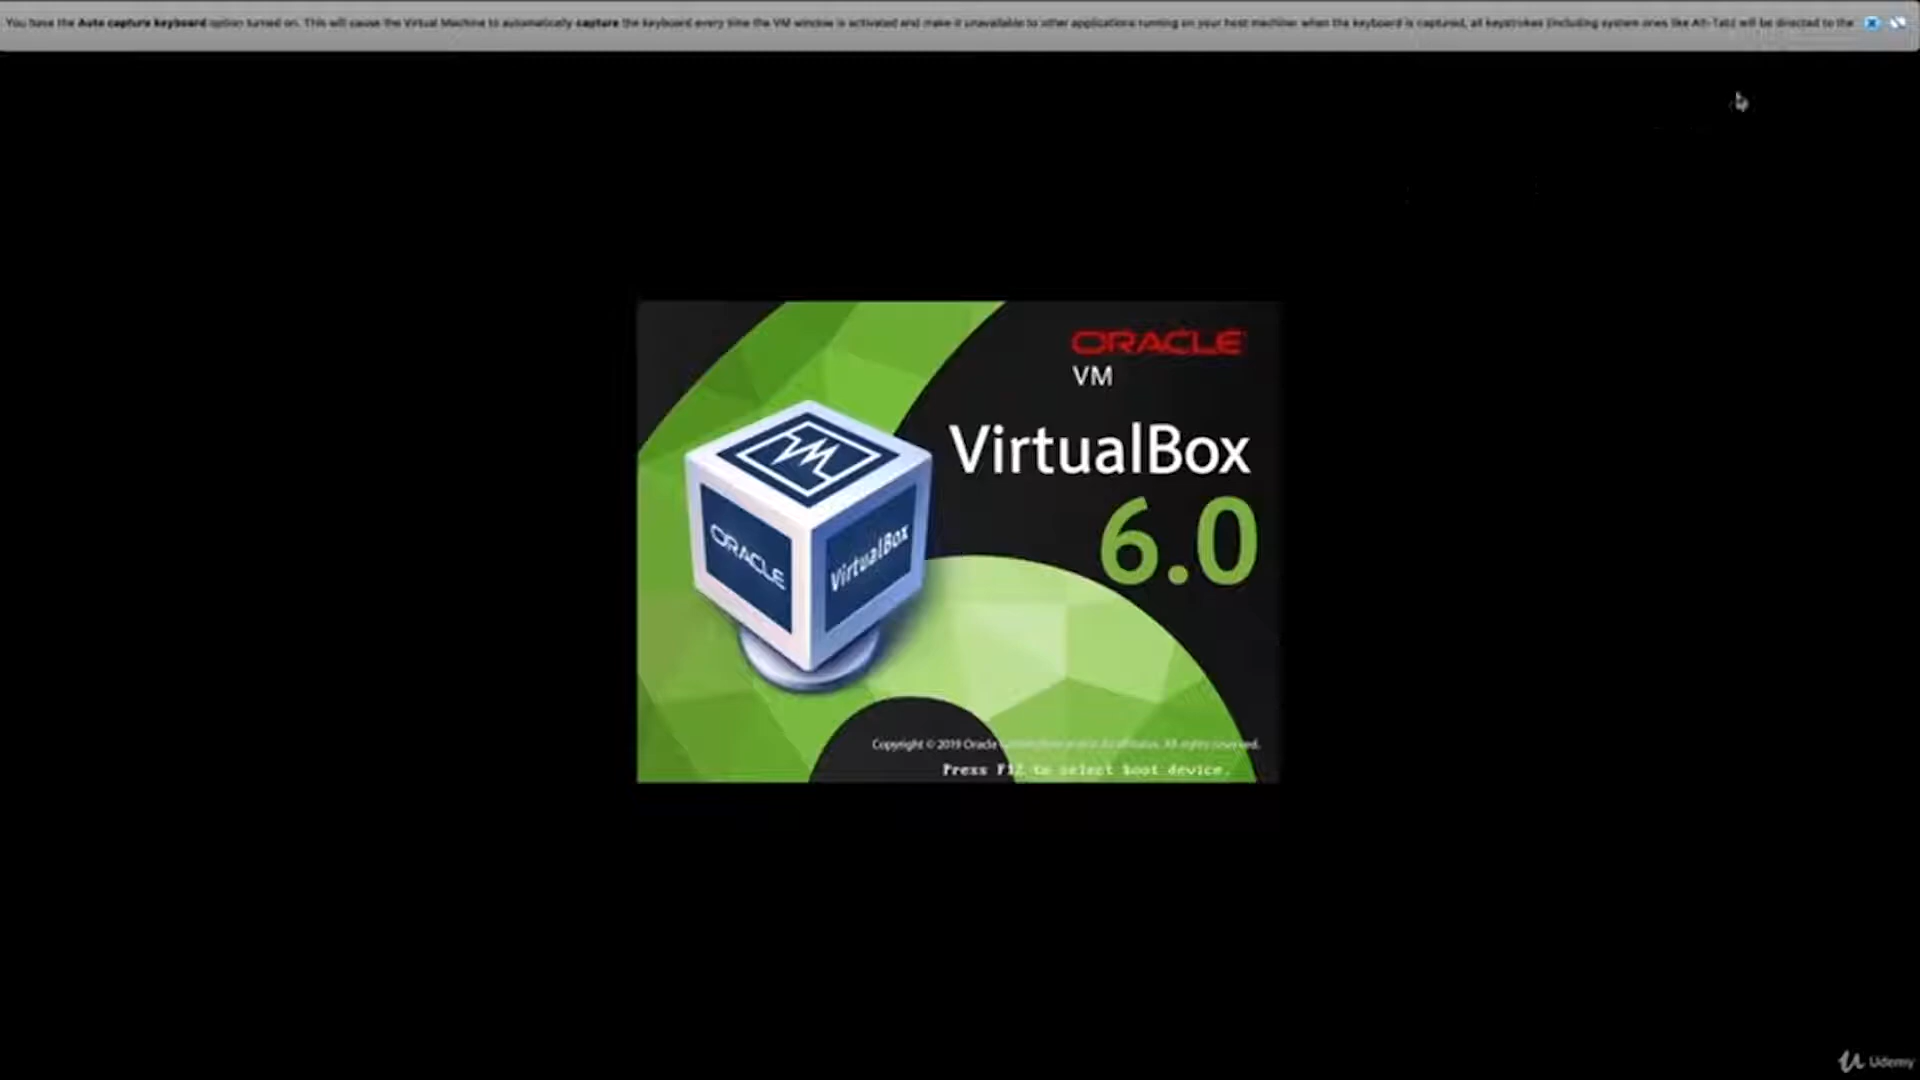 You have the Auto capture keyboard option turned on. This will cause the Virtual Machine to automatically capture the keyboard every time the VM window is activated and make it unavailable to other applications running on your host machine: when the keyboard is captured, all keystrokes (including system ones like Alt-Tab) will be directed to the
ORACLE
VM
VirtualBox
6.0
ORACLE
VirtualBox
Copyright © 2019 Oracle All rights reserved.
Press F12 to select boot device.
Udemy